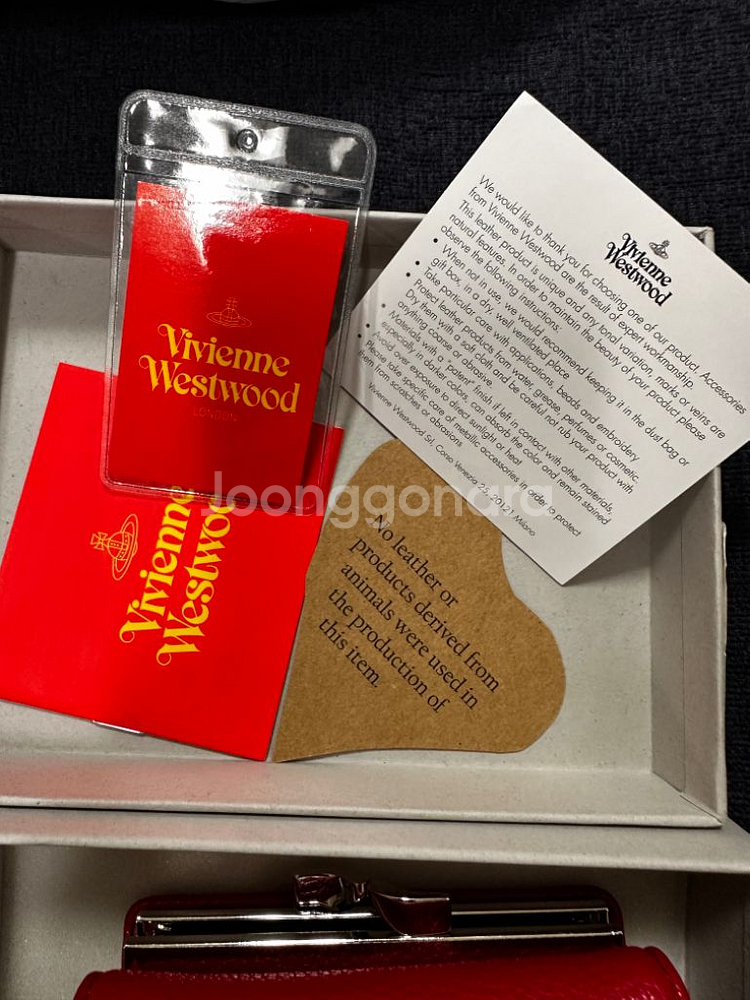 Vivienne
Westwood
LONDON
Vivienne
Westwood
We would like to thank you for choosing one of our product. Accessories
from Vivienne Westwood are the result of expert workmanship.
This leather product is unique and any tonal variation, marks or veins are
natural features. In order to maintain the beauty of your product please
observe the following instructions:
• When not in use, we would recommend keeping it in the dust bag or
gift box, in a dry, well ventilated place
• Take particular care with applications, beads and embroidery
• Protect leather products from water, grease, perfumes or cosmetic.
Dry them with a soft cloth and be careful not rub your product with
anything coarse or abrasive.
• Materials with a "patent" finish if left in contact with other materials,
especially in darker colors, can absorb the color and remain stained
• Avoid over exposure to direct sunlight or heat
• Please take specific care of metallic accessories in order to protect
them from scratches or abrasions
Vivienne Westwood Srl. Corso Venezia 25, 20121 Milano
Joonggonara
Vivienne
Westwoo
No leather or
products derived from
animals were used in
the production of
this item.